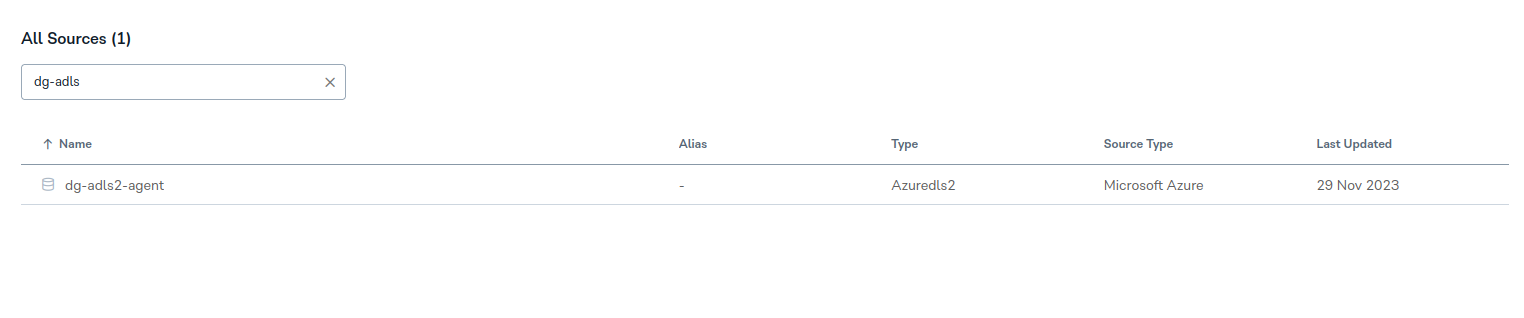 All Sources (1)
dg-adls
Name Alias Type Source Type Last Updated
dg-adls2-agent - Azuredls2 Microsoft Azure 29 Nov 2023